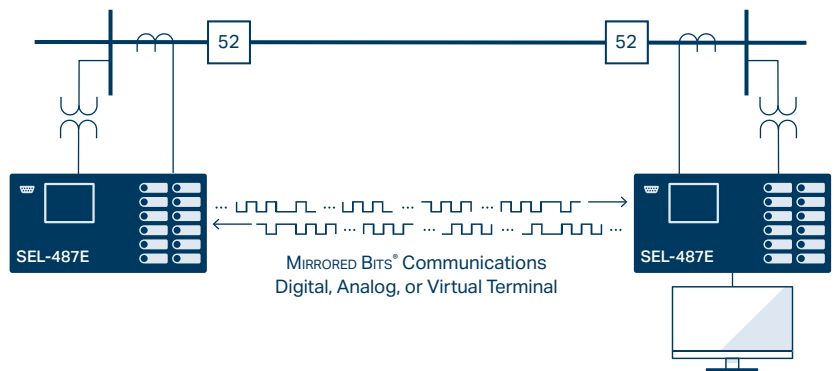 52
52
SEL-487E
SEL-487E
MIRRORED BITS® Communications
Digital, Analog, or Virtual Terminal